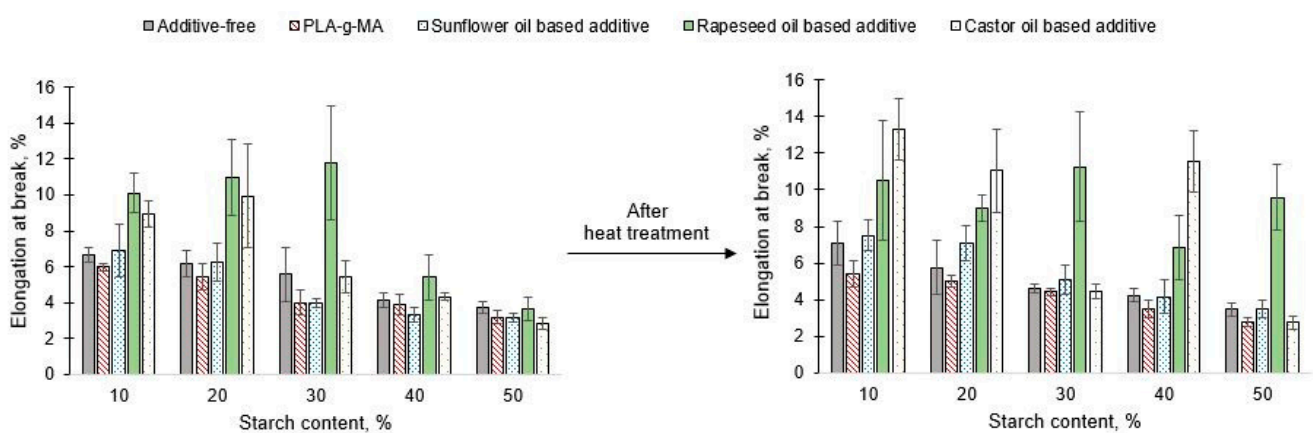 Additive-free PLA-g-MA Sunflower oil based additive Rapeseed oil based additive Castor oil based additive
Elongation at break, %
16
14
12
10
8
6
4
2
0
10 20 30 40 50
Starch content, %
After
heat treatment
Elongation at break, %
16
14
12
10
8
6
4
2
0
10 20 30 40 50
Starch content, %